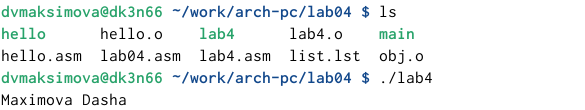 dvmaksimova@dk3n66 ~/work/arch-pc/lab04 $ ls
hello hello.o lab4 lab4.o main
hello.asm lab04.asm lab4.asm list.lst obj.o
dvmaksimova@dk3n66 ~/work/arch-pc/lab04 $ ./lab4
Maximova Dasha